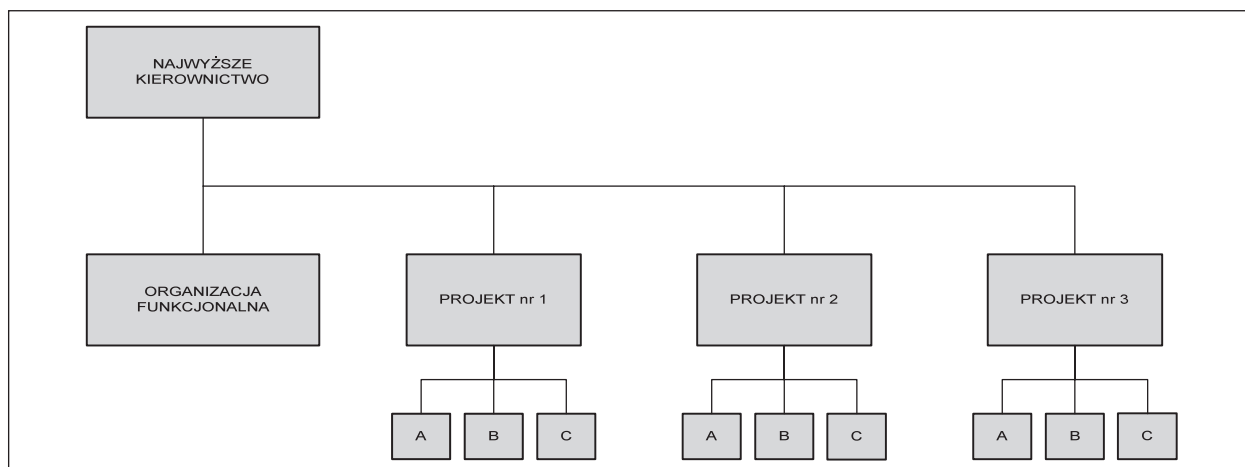 NAJWYŻSZE
KIEROWNICTWO
ORGANIZACJA
FUNKCJONALNA
PROJEKT nr 1
PROJEKT nr 2
PROJEKT nr 3
A
B
C
A
B
C
A
B
C